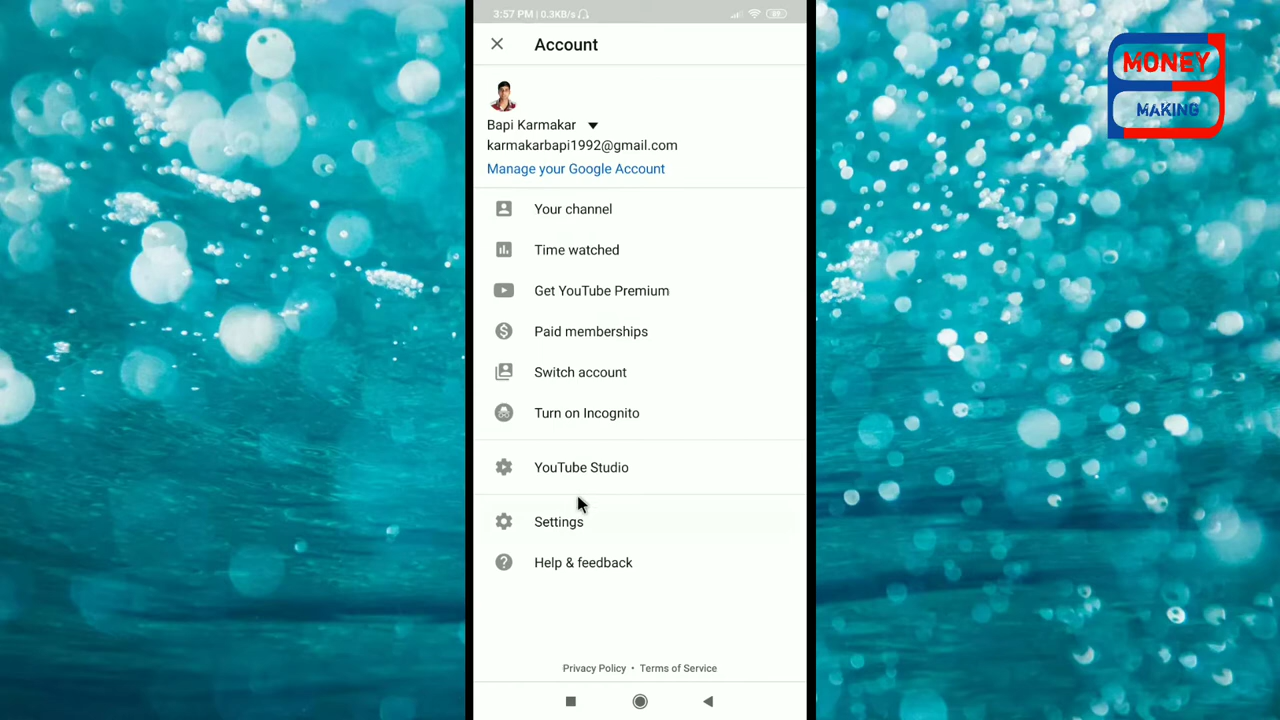 3:57 PM | 0.3KB/s
Account
MONEY
MAKING
Bapi Karmakar
karmakarbapi1992@gmail.com
Manage your Google Account
Your channel
Time watched
Get YouTube Premium
Paid memberships
Switch account
Turn on Incognito
YouTube Studio
Settings
Help & feedback
Privacy Policy • Terms of Service